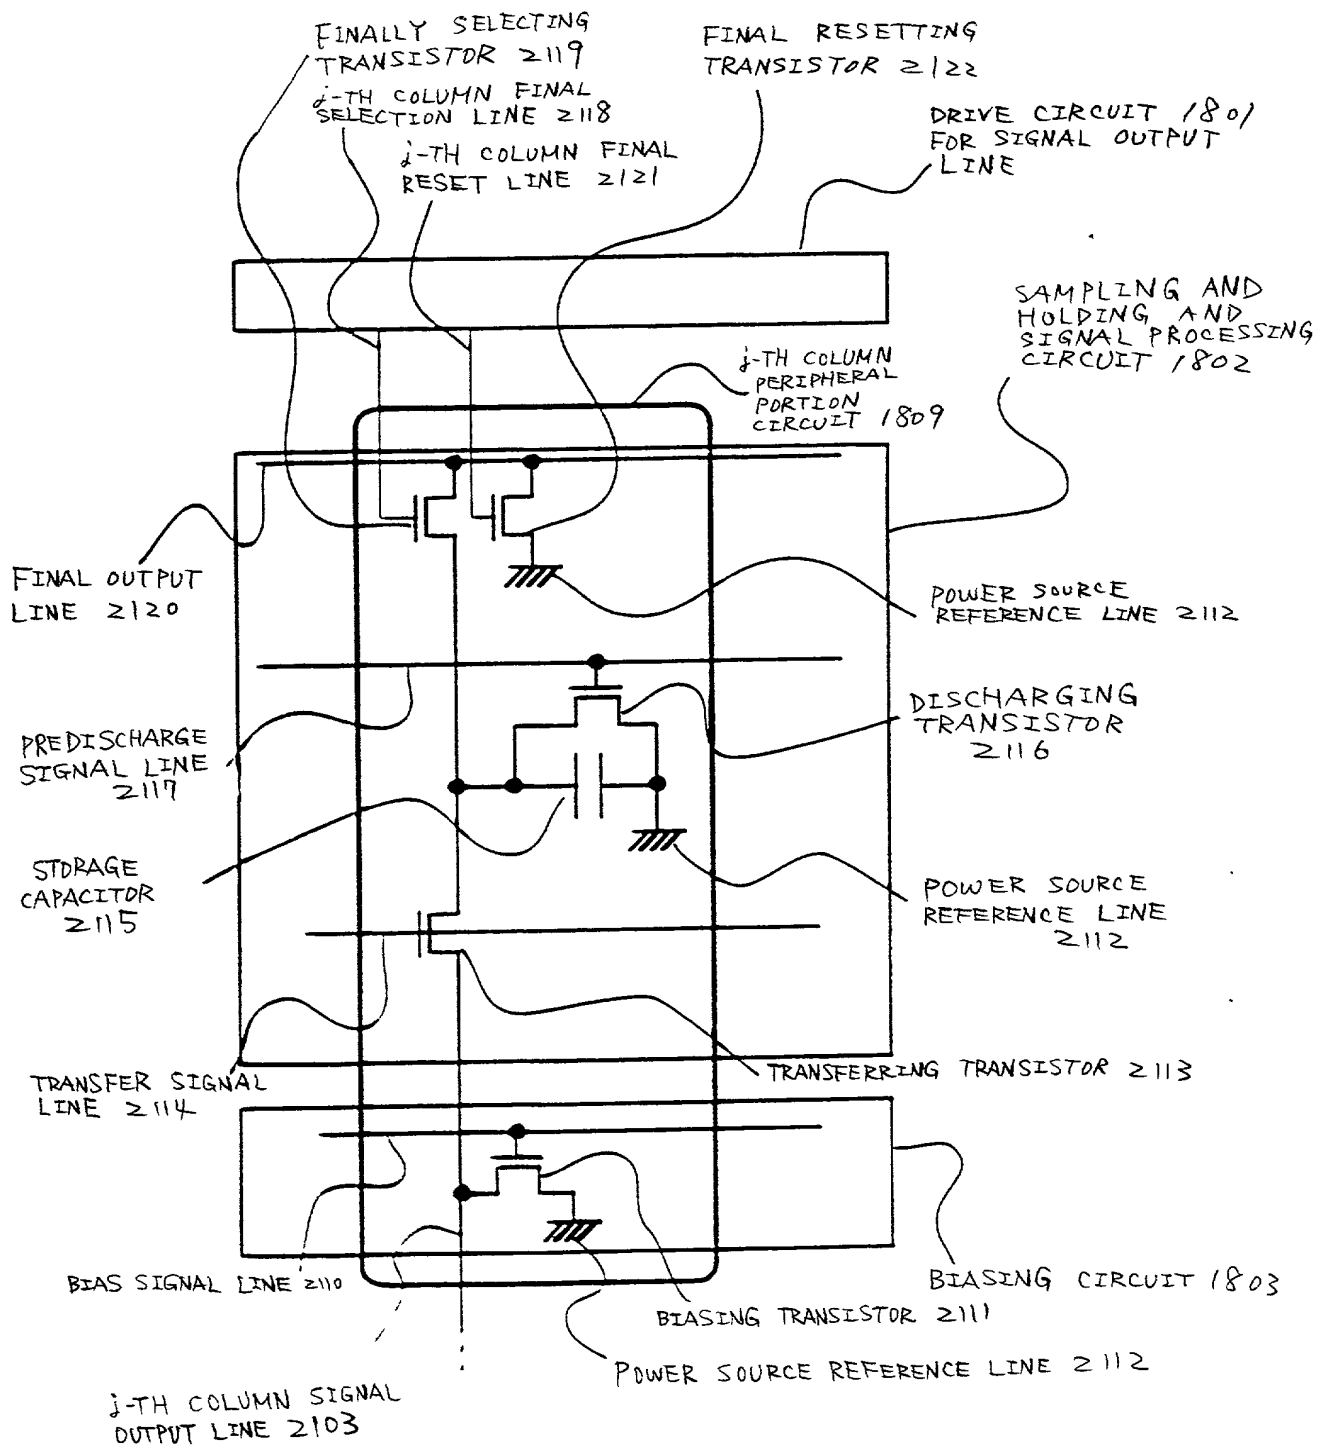 FINALLY SELECTING
TRANSISTOR 2119
j-TH COLUMN FINAL
SELECTION LINE 2118
j-TH COLUMN FINAL
RESET LINE 2121
FINAL RESETTING
TRANSISTOR 2122
DRIVE CIRCUIT 1801
FOR SIGNAL OUTPUT
LINE
SAMPLING AND
HOLDING AND
SIGNAL PROCESSING
CIRCUIT 1802
j-TH COLUMN
PERIPHERAL
PORTION
CIRCUIT 1809
FINAL OUTPUT
LINE 2120
POWER SOURCE
REFERENCE LINE 2112
PREDISCHARGE
SIGNAL LINE
2117
DISCHARGING
TRANSISTOR
2116
STORAGE
CAPACITOR
2115
POWER SOURCE
REFERENCE LINE
2112
TRANSFER SIGNAL
LINE 2114
TRANSFERRING TRANSISTOR 2113
BIAS SIGNAL LINE 2110
BIASING CIRCUIT 1803
BIASING TRANSISTOR 2111
POWER SOURCE REFERENCE LINE 2112
j-TH COLUMN SIGNAL
OUTPUT LINE 2103